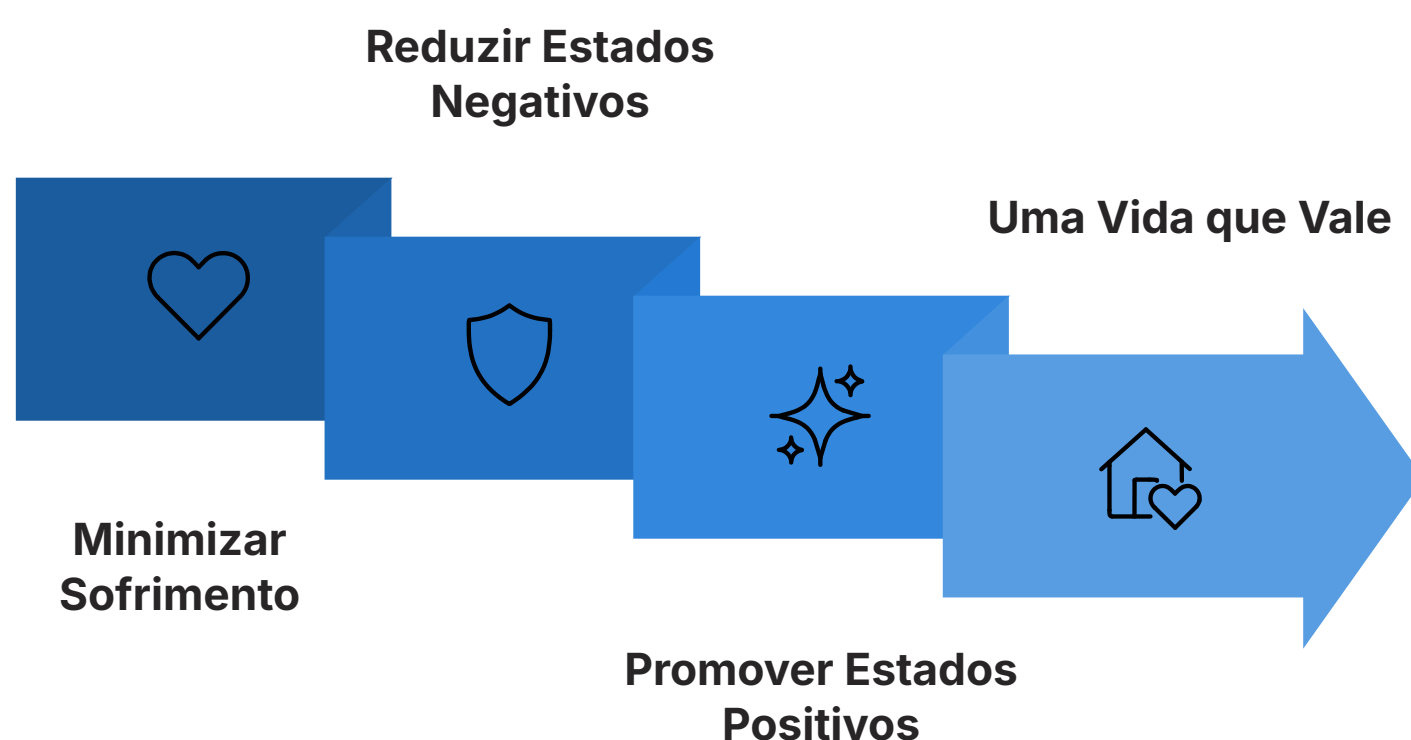 Reduzir Estados
Negativos
Uma Vida que Vale
Minimizar
Sofrimento
Promover Estados
Positivos